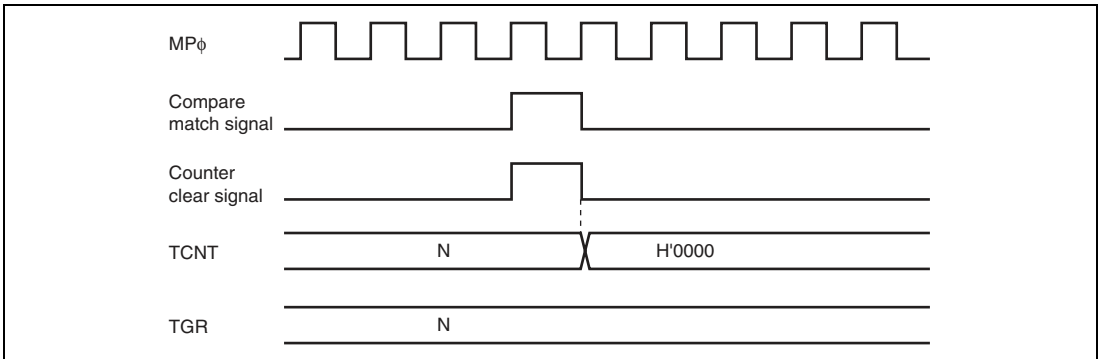 MPϕ
Compare
match signal
Counter
clear signal
TCNT
N
H'0000
TGR
N